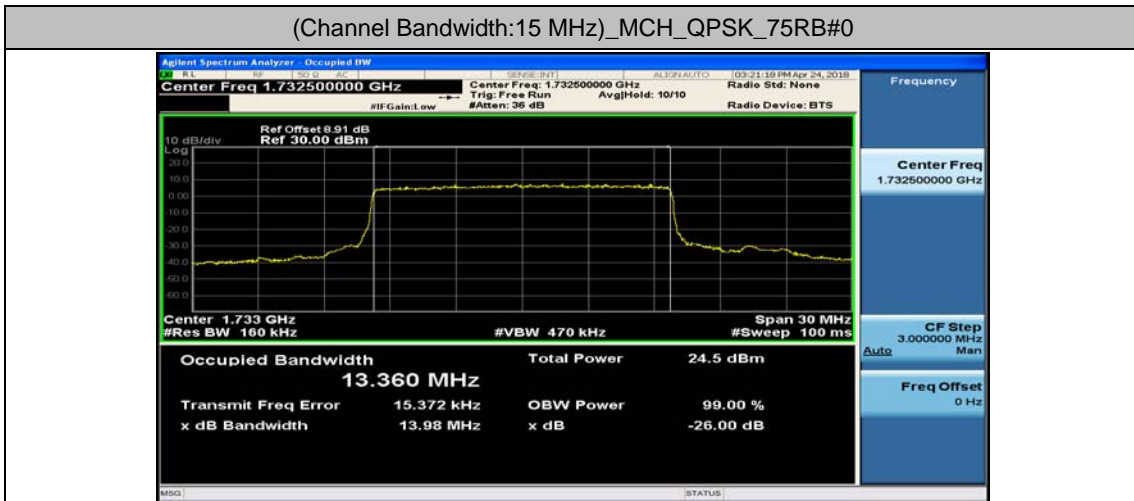 (Channel Bandwidth:15 MHz)_MCH_QPSK_75RB#0
Agilent Spectrum Analyzer - Occupied BW
RL RF 50 Ω AC SENSE:INT ALIGN AUTO 03:21:18 PM Apr 24, 2018
Center Freq 1.732500000 GHz Center Freq: 1.732500000 GHz Radio Std: None
Trig: Free Run Avg|Hold: 10/10
#IFGain:Low #Atten: 36 dB Radio Device: BTS
Frequency
Ref Offset 8.91 dB
10 dB/div Ref 30.00 dBm
Log
20.0
10.0
0.00
-10.0
-20.0
-30.0
-40.0
-50.0
-60.0
Center 1.733 GHz Span 30 MHz
#Res BW 160 kHz #VBW 470 kHz #Sweep 100 ms
Center Freq
1.732500000 GHz
CF Step
3.000000 MHz
Auto Man
Freq Offset
0 Hz
Occupied Bandwidth Total Power 24.5 dBm
13.360 MHz
Transmit Freq Error 15.372 kHz OBW Power 99.00 %
x dB Bandwidth 13.98 MHz x dB -26.00 dB
MSG STATUS